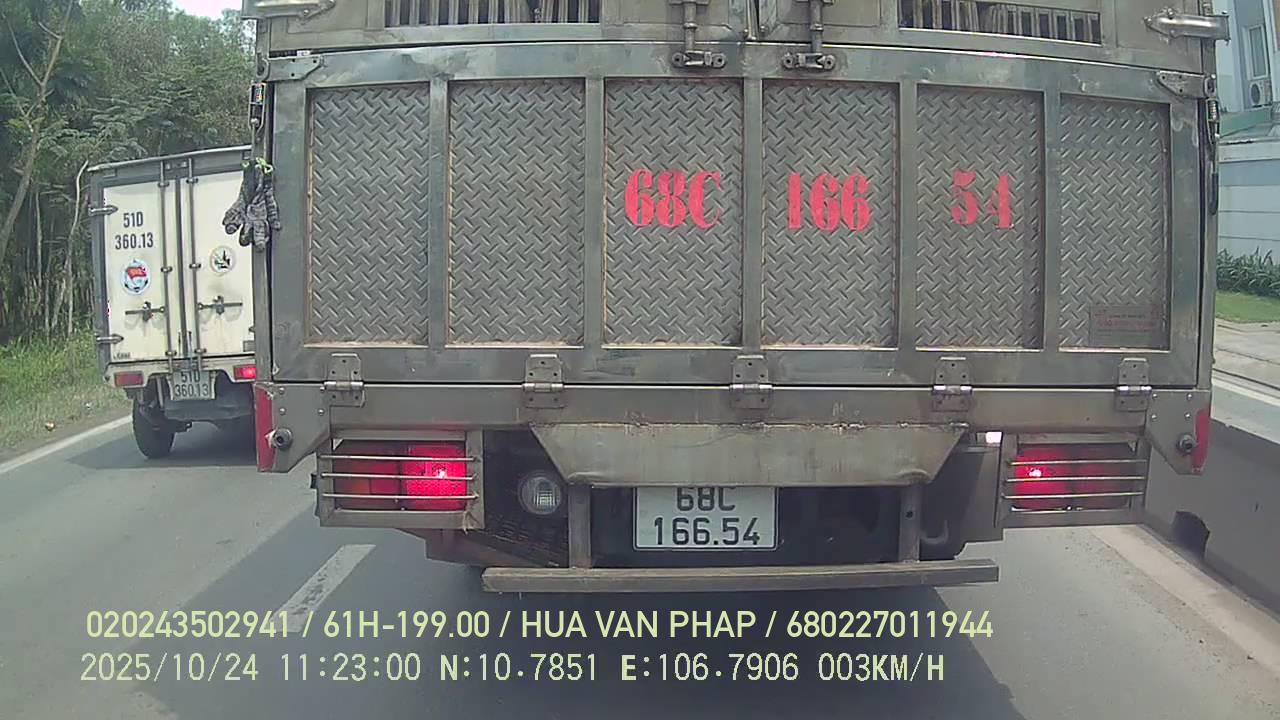 51D
360.13
51D
360.13
68C 166 54
68C
166.54
020243502941 / 61H-199.00 / HUA VAN PHAP / 680227011944
2025/10/24 11:23:00 N:10.7851 E:106.7906 003KM/H